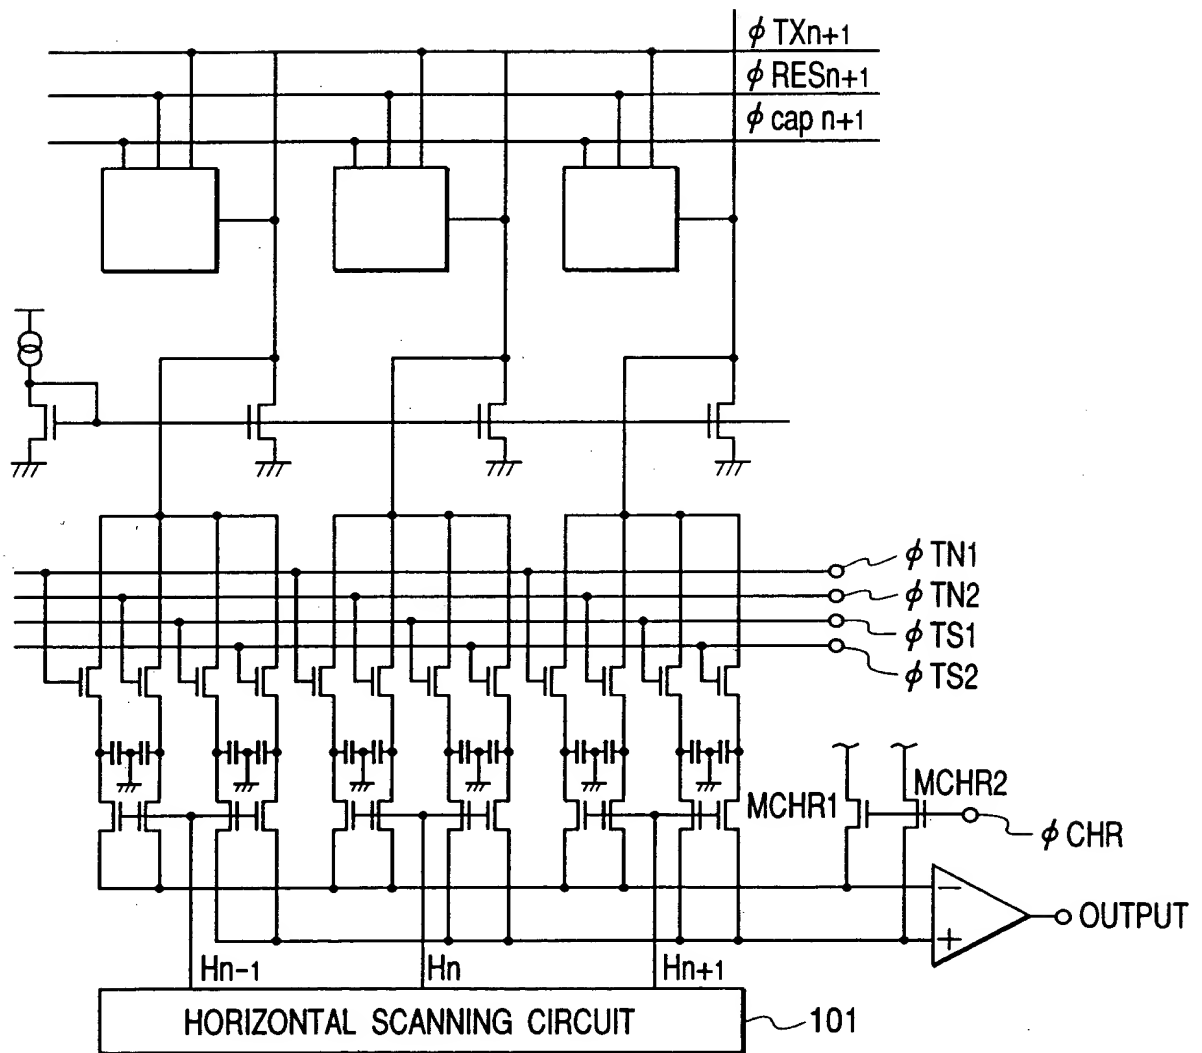 ϕ TXn+1
ϕ RESn+1
ϕ cap n+1
ϕ TN1
ϕ TN2
ϕ TS1
ϕ TS2
MCHR1
MCHR2
ϕ CHR
−
+
OUTPUT
Hn-1
Hn
Hn+1
HORIZONTAL SCANNING CIRCUIT
101